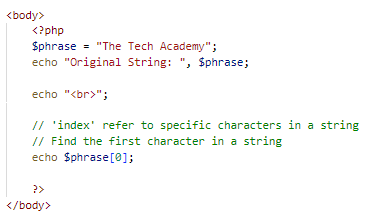 <body>
<?php
$phrase = "The Tech Academy";
echo "Original String: ", $phrase;
echo "<br>";
// 'index' refer to specific characters in a string
// Find the first character in a string
echo $phrase[0];
?>
</body>